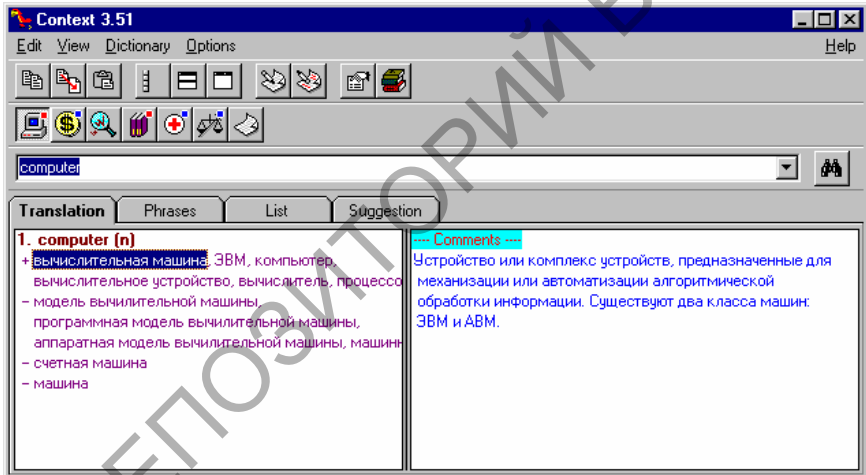 Context 3.51
Edit View Dictionary Options Help
computer
Translation Phrases List Suggestion
1. computer (n)
+ вычислительная машина, ЭВМ, компьютер,
вычислительное устройство, вычислитель, процессо
– модель вычилительной машины,
программная модель вычилительной машины,
аппаратная модель вычилительной машины, машинн
– счетная машина
– машина
---- Comments ----
Устройство или комплекс устройств, предназначенные для
механизации или автоматизации алгоритмической
обработки информации. Существуют два класса машин:
ЭВМ и АВМ.
РЕПОЗИТОРИЙ В